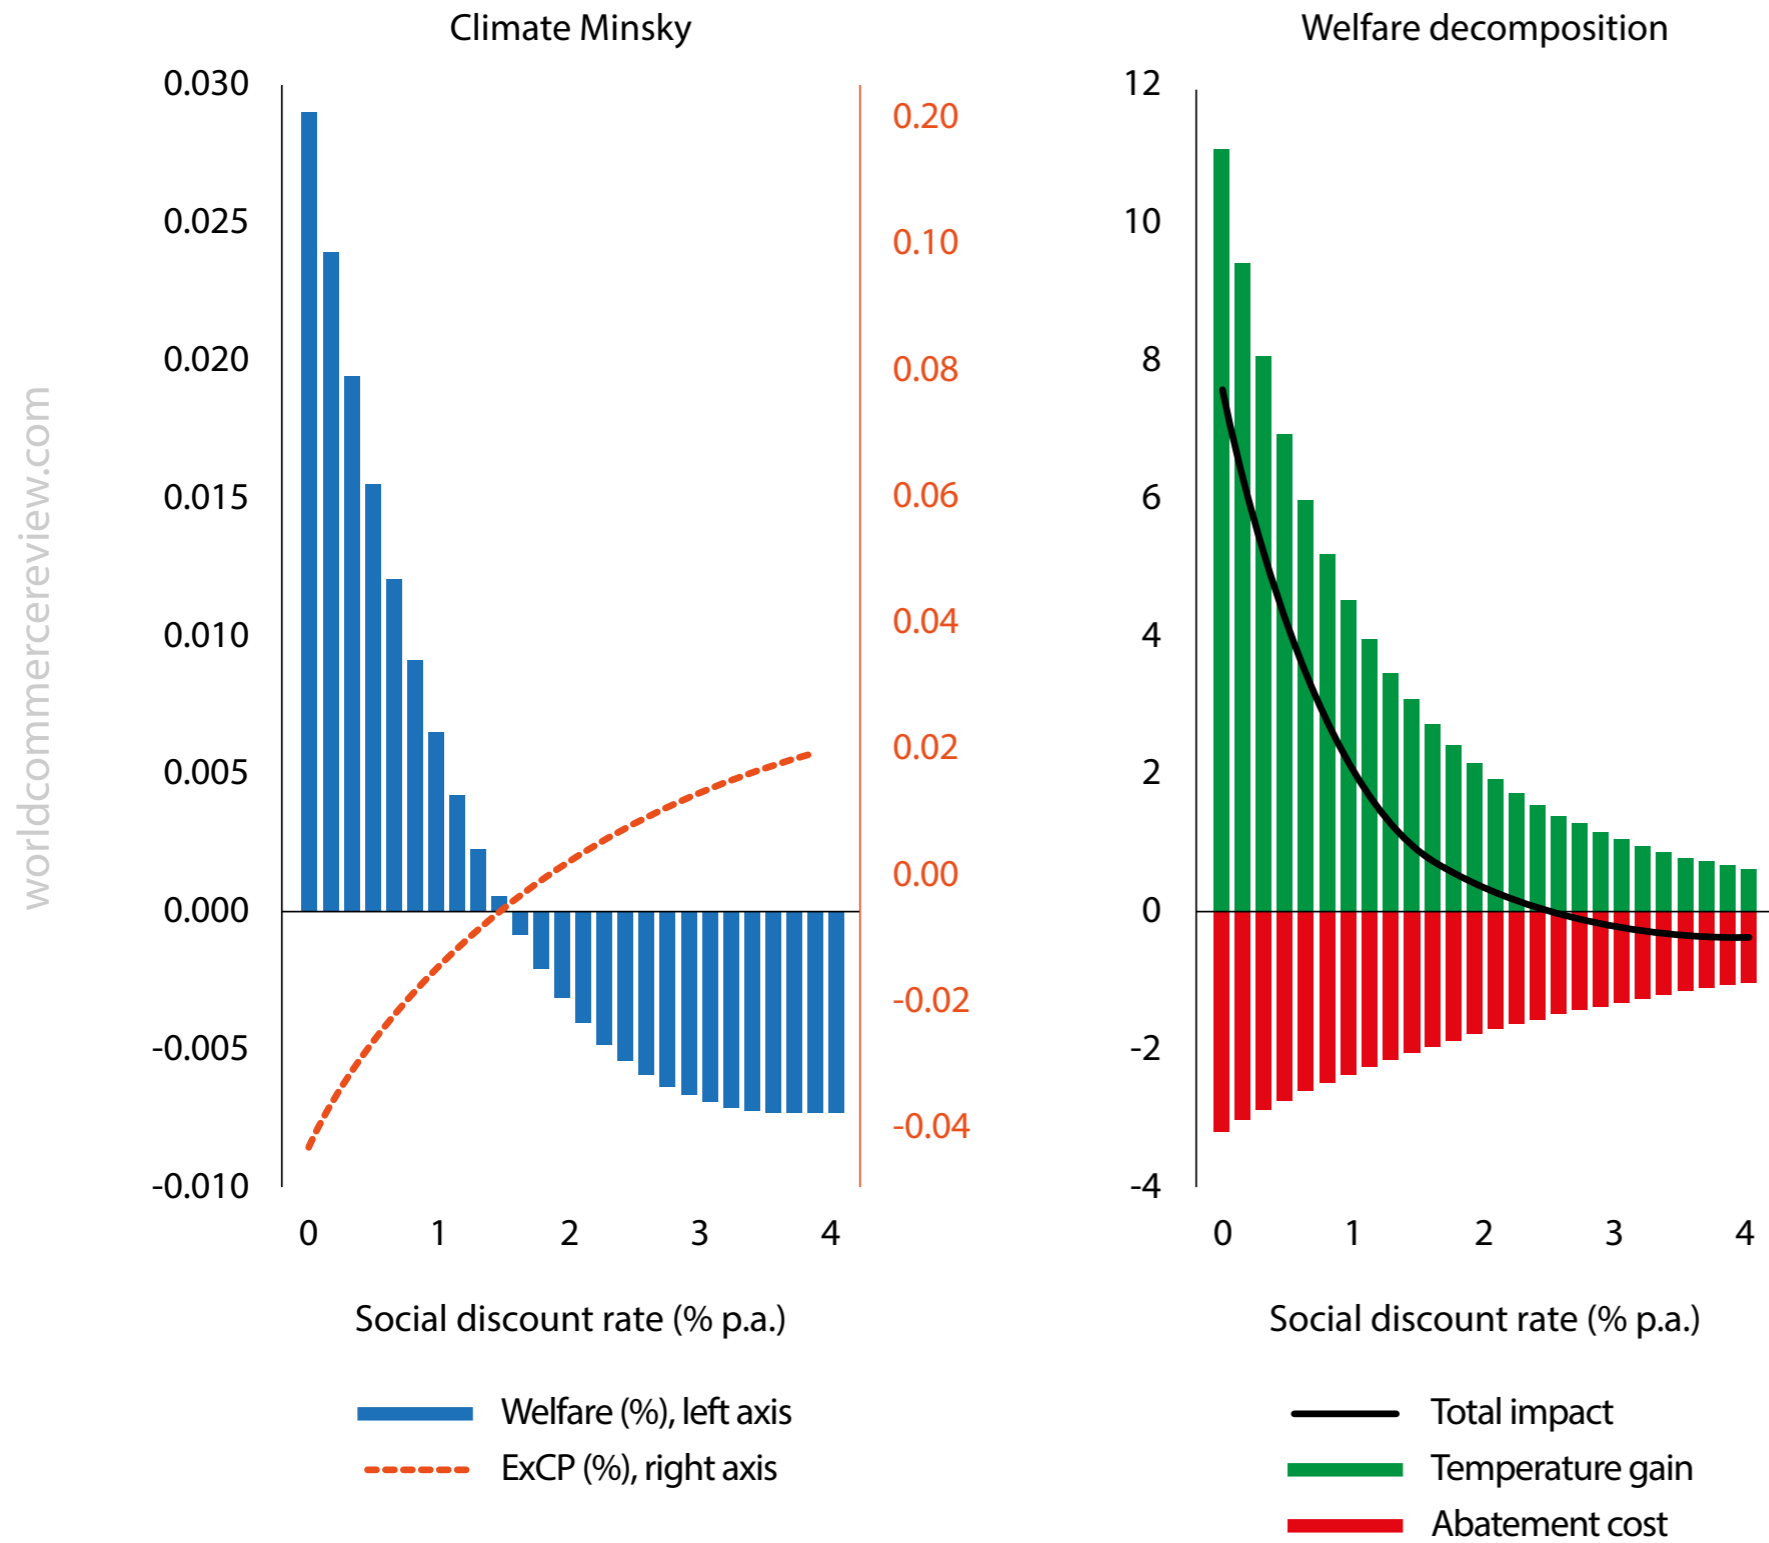 worldcommercereview.com
Climate Minsky
0.030
0.025
0.020
0.015
0.010
0.005
0.000
-0.005
-0.010
0.20
0.10
0.08
0.06
0.04
0.02
0.00
-0.02
-0.04
0 1 2 3 4
Social discount rate (% p.a.)
Welfare (%), left axis
ExCP (%), right axis
Welfare decomposition
12
10
8
6
4
2
0
-2
-4
0 1 2 3 4
Social discount rate (% p.a.)
Total impact
Temperature gain
Abatement cost